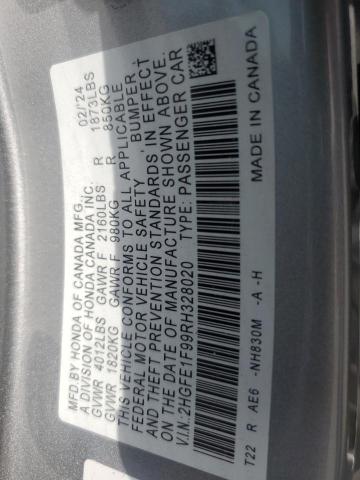 MFD.BY HONDA OF CANADA MFG., 02/'24
A DIVISION OF HONDA CANADA INC.
GVWR 4012LBS GAWR F 2160LBS R 1873LBS
GVWR 1820KG GAWR F 980KG R 850KG
THIS VEHICLE CONFORMS TO ALL APPLICABLE
FEDERAL MOTOR VEHICLE SAFETY, BUMPER,
AND THEFT PREVENTION STANDARDS IN EFFECT
ON THE DATE OF MANUFACTURE SHOWN ABOVE.
V.I.N.:2HGFE1F99RH328020 TYPE:PASSENGER CAR
MADE IN CANADA
T22 R AE6 -NH830M -A -H